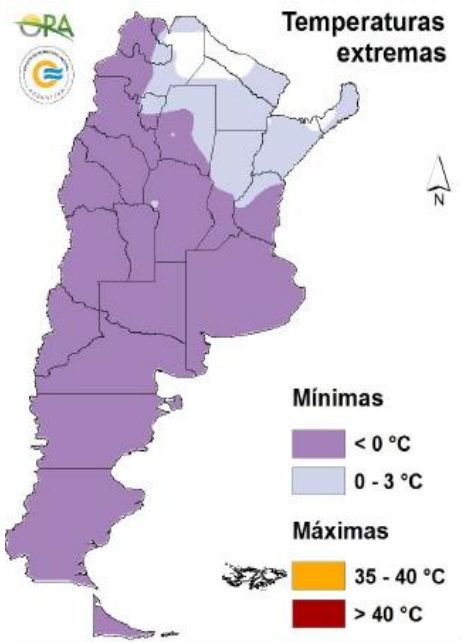 ORA
Temperaturas
extremas
N
Mínimas
< 0 °C
0 - 3 °C
Máximas
35 - 40 °C
> 40 °C